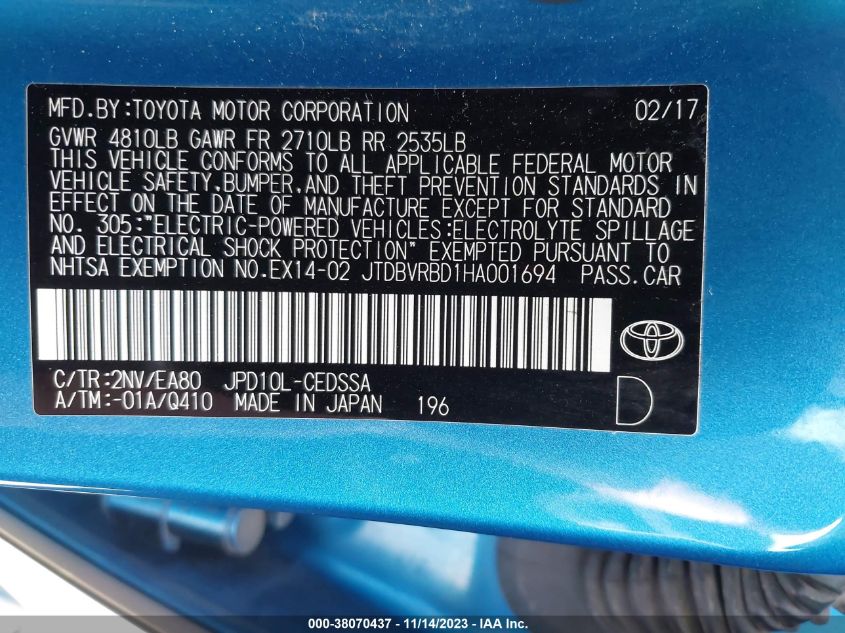 MFD.BY:TOYOTA MOTOR CORPORATION 02/17
GVWR 4810LB GAWR FR 2710LB RR 2535LB
THIS VEHICLE CONFORMS TO ALL APPLICABLE FEDERAL MOTOR
VEHICLE SAFETY,BUMPER,AND THEFT PREVENTION STANDARDS IN
EFFECT ON THE DATE OF MANUFACTURE EXCEPT FOR STANDARD
NO. 305:"ELECTRIC-POWERED VEHICLES:ELECTROLYTE SPILLAGE
AND ELECTRICAL SHOCK PROTECTION" EXEMPTED PURSUANT TO
NHTSA EXEMPTION NO.EX14-02 JTDBVRBD1HA001694 PASS.CAR
C/TR:2NV/EA80 JPD10L-CEDSSA
A/TM:-01A/Q410 MADE IN JAPAN 196
D
000-38070437 - 11/14/2023 - Copyright © IAA, Inc.